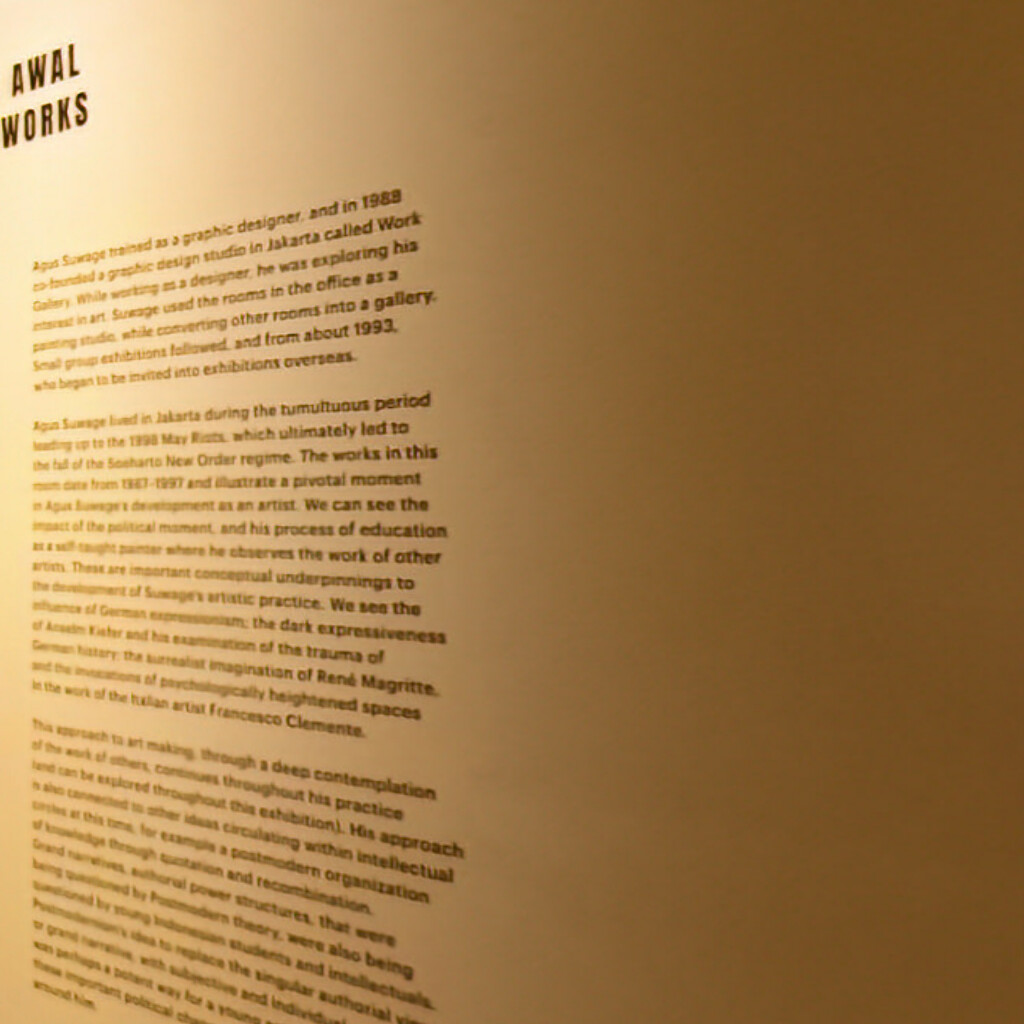 AWAL
WORKS
Agus Suwage trained as a graphic designer, and in 1988
co-founded a graphic design studio in Jakarta called Work
Gallery. While working as a designer, he was exploring his
interest in art. Suwage used the rooms in the office as a
painting studio, while converting other rooms into a gallery.
Small group exhibitions followed, and from about 1993,
who began to be invited into exhibitions overseas.
Agus Suwage lived in Jakarta during the tumultuous period
leading up to the 1998 May Riots, which ultimately led to
the fall of the Soeharto New Order regime. The works in this
room date from 1987-1997 and illustrate a pivotal moment
in Agus Suwage's development as an artist. We can see the
impact of the political moment, and his process of education
as a self-taught painter where he observes the work of other
artists. These are important conceptual underpinnings to
the development of Suwage's artistic practice. We see the
influence of German expressionism; the dark expressiveness
of Anselm Kiefer and his examination of the trauma of
German history; the surrealist imagination of René Magritte,
and the invocations of psychologically heightened spaces
in the work of the Italian artist Francesco Clemente.
This approach to art making, through a deep contemplation
of the work of others, continues throughout his practice
(and can be explored throughout this exhibition). His approach
is also connected to other ideas circulating within intellectual
circles at this time, for example a postmodern organization
of knowledge through quotation and recombination.
Grand narratives, authorial power structures, that were
being questioned by Postmodern theory, were also being
questioned by young Indonesian students and intellectuals.
Postmodernism's idea to replace the singular authorial
or grand narrative, with subjective and individual
was perhaps a potent way for a young
these important political
around him.